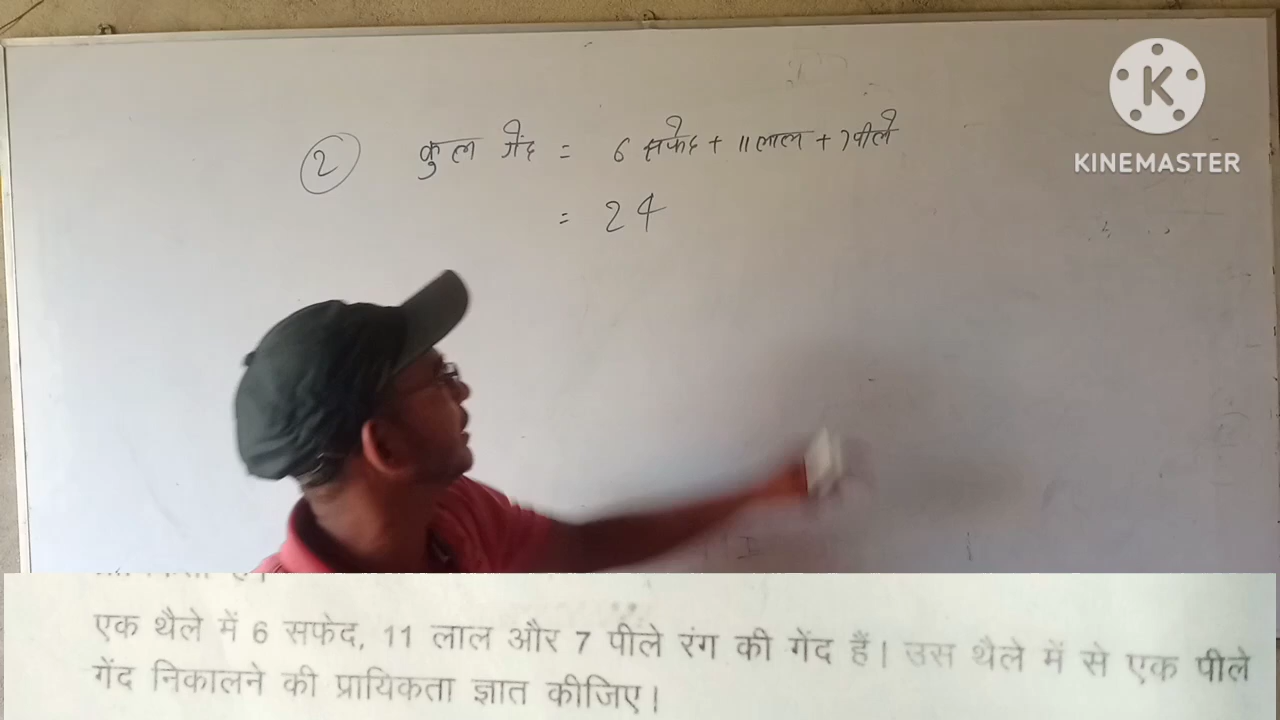 KINEMASTER
2 कुल गेंद = 6 सफेद + 11 लाल + 7 पीले
= 24
एक थैले में 6 सफेद, 11 लाल और 7 पीले रंग की गेंद हैं। उस थैले में से एक पीले
गेंद निकालने की प्रायिकता ज्ञात कीजिए।